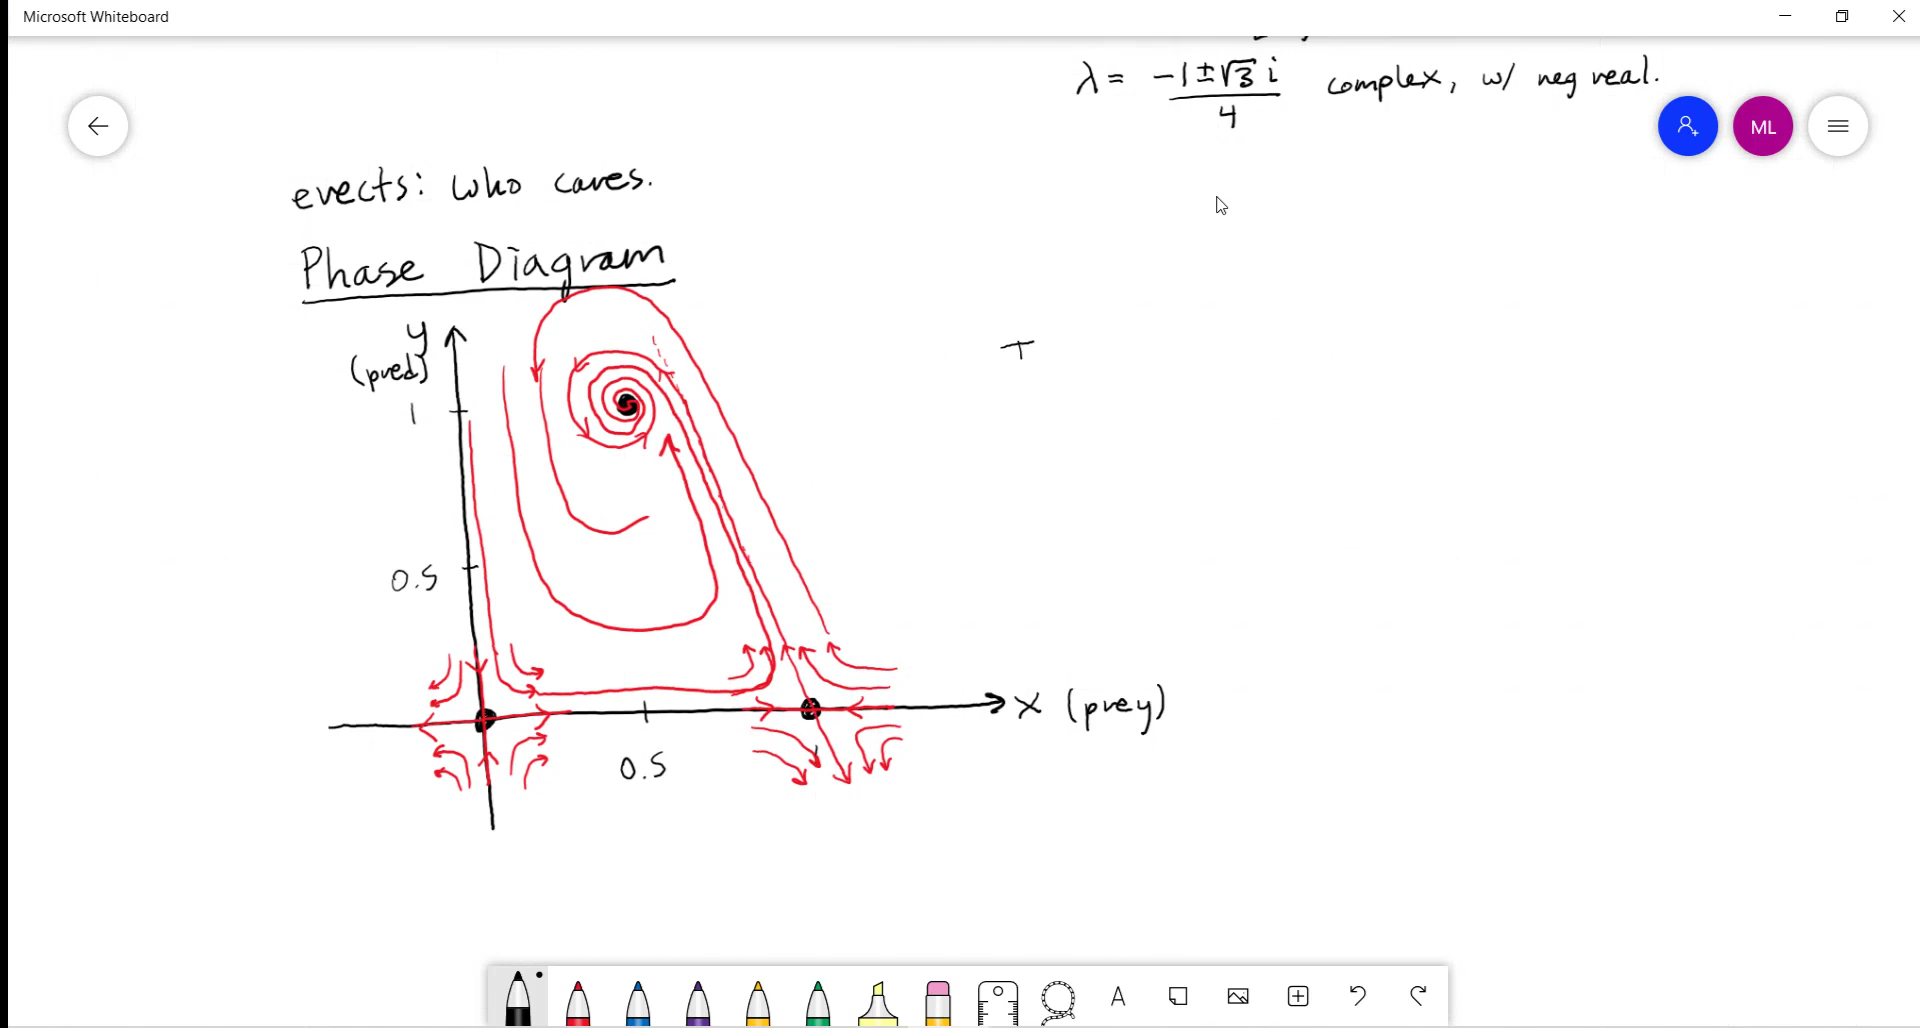 Microsoft Whiteboard
λ = -1±√3 i / 4 complex, w/ neg real.
ML
evects: who cares.
Phase Diagram
y
(pred)
1
0.5
x (prey)
0.5
1
T
A